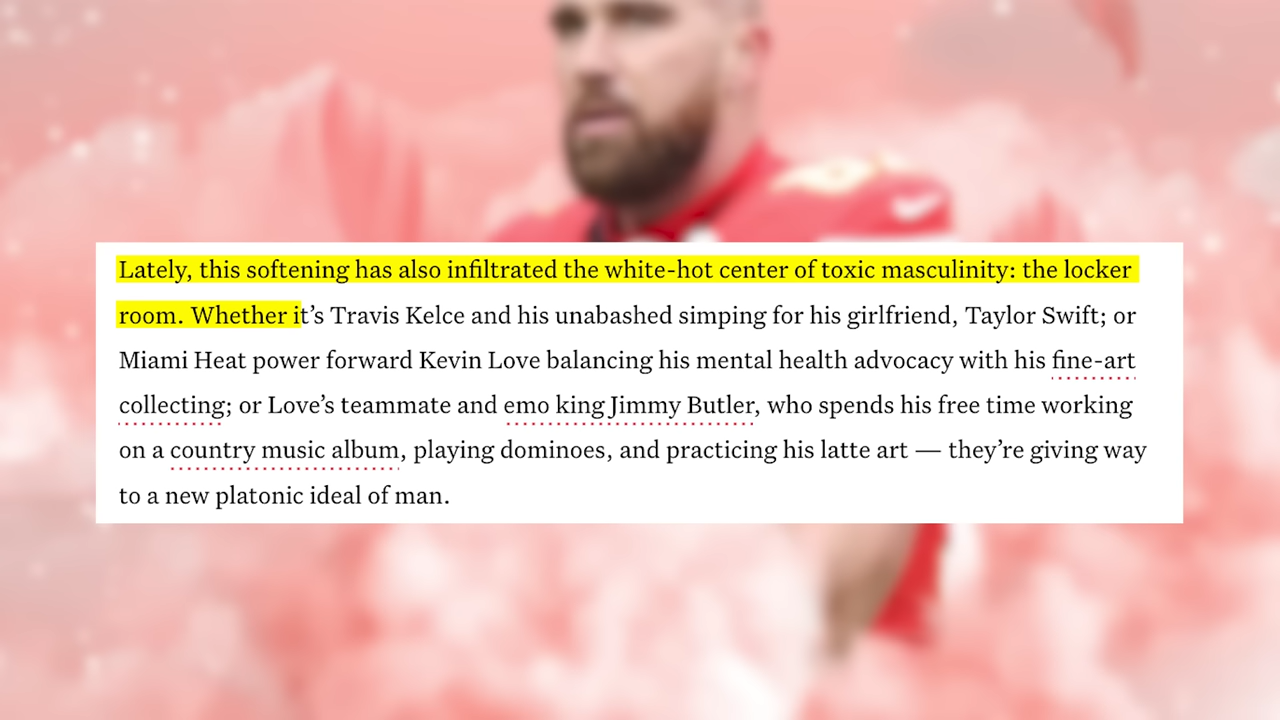 Lately, this softening has also infiltrated the white-hot center of toxic masculinity: the locker
room. Whether it’s Travis Kelce and his unabashed simping for his girlfriend, Taylor Swift; or
Miami Heat power forward Kevin Love balancing his mental health advocacy with his fine-art
collecting; or Love’s teammate and emo king Jimmy Butler, who spends his free time working
on a country music album, playing dominoes, and practicing his latte art — they’re giving way
to a new platonic ideal of man.